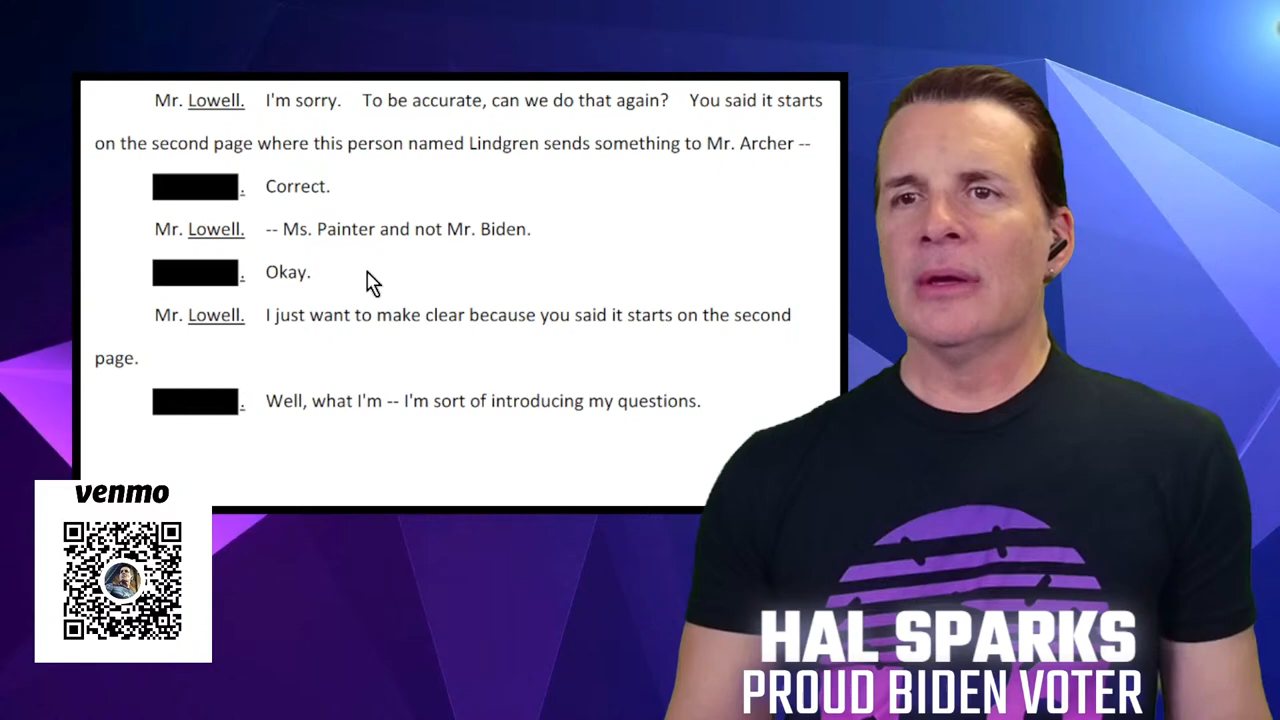 Mr. Lowell. I'm sorry. To be accurate, can we do that again? You said it starts
on the second page where this person named Lindgren sends something to Mr. Archer --
. Correct.
Mr. Lowell. -- Ms. Painter and not Mr. Biden.
. Okay.
Mr. Lowell. I just want to make clear because you said it starts on the second
page.
. Well, what I'm -- I'm sort of introducing my questions.
venmo
HAL SPARKS
PROUD BIDEN VOTER